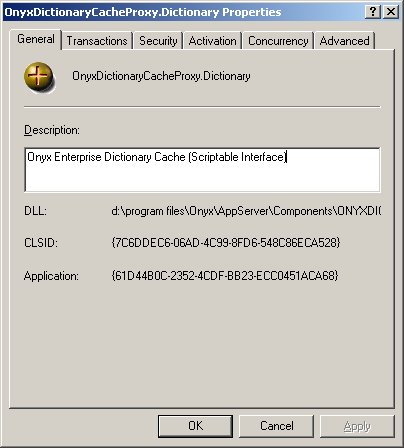 OnyxDictionaryCacheProxy.Dictionary Properties
General Transactions Security Activation Concurrency Advanced
OnyxDictionaryCacheProxy.Dictionary
Description:
Onyx Enterprise Dictionary Cache (Scriptable Interface)
DLL: d:\program files\Onyx\AppServer\Components\ONYXDIC
CLSID: {7C6DDEC6-06AD-4C99-8FD6-548C86ECA528}
Application: {61D44B0C-2352-4CDF-BB23-ECC0451ACA68}
OK Cancel Apply